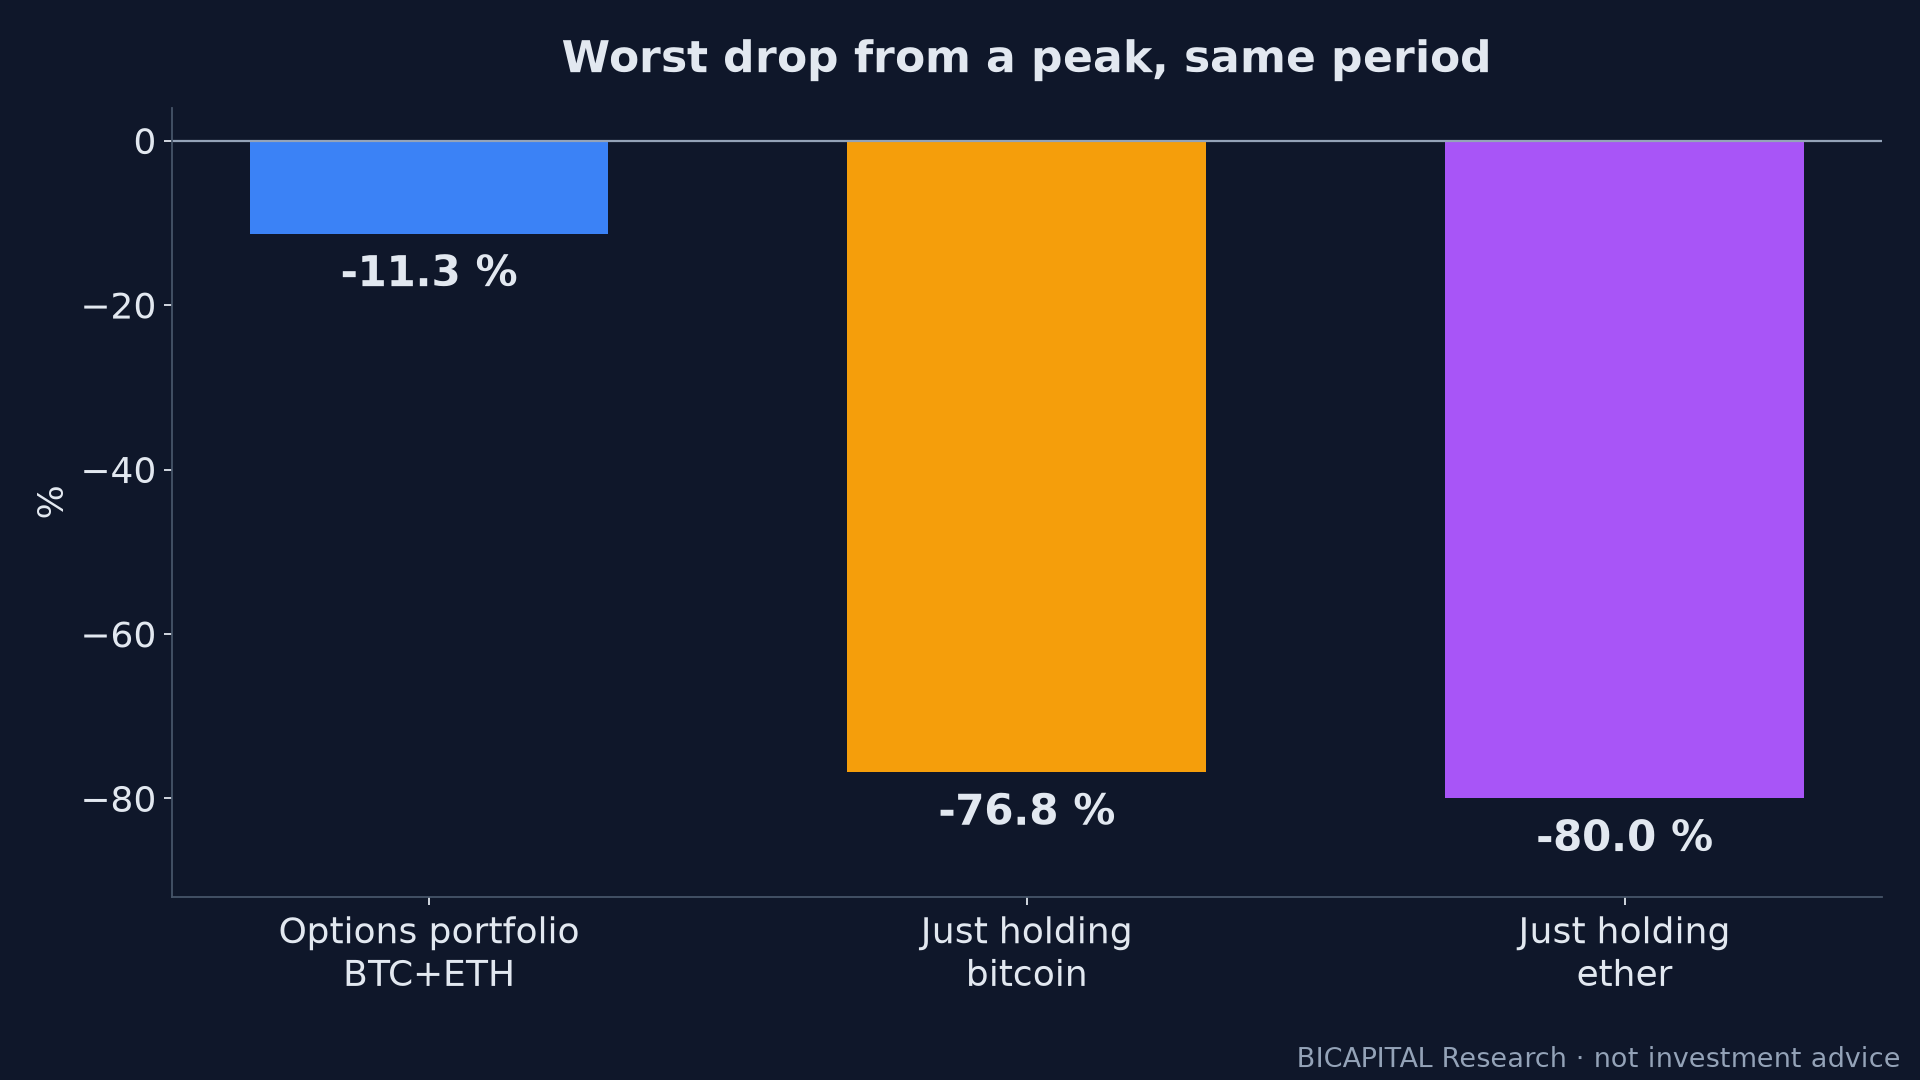 Worst drop from a peak, same period
0
−20
−40
−60
−80
%
-11.3 %
-76.8 %
-80.0 %
Options portfolio
BTC+ETH
Just holding
bitcoin
Just holding
ether
BICAPITAL Research · not investment advice